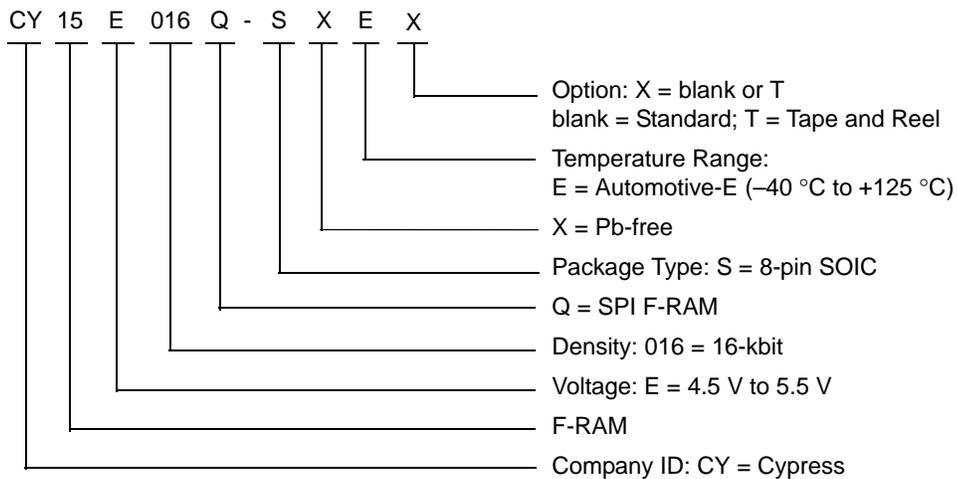 CY 15 E 016 Q - S X E X
Option: X = blank or T
blank = Standard; T = Tape and Reel
Temperature Range:
E = Automotive-E (–40 °C to +125 °C)
X = Pb-free
Package Type: S = 8-pin SOIC
Q = SPI F-RAM
Density: 016 = 16-kbit
Voltage: E = 4.5 V to 5.5 V
F-RAM
Company ID: CY = Cypress